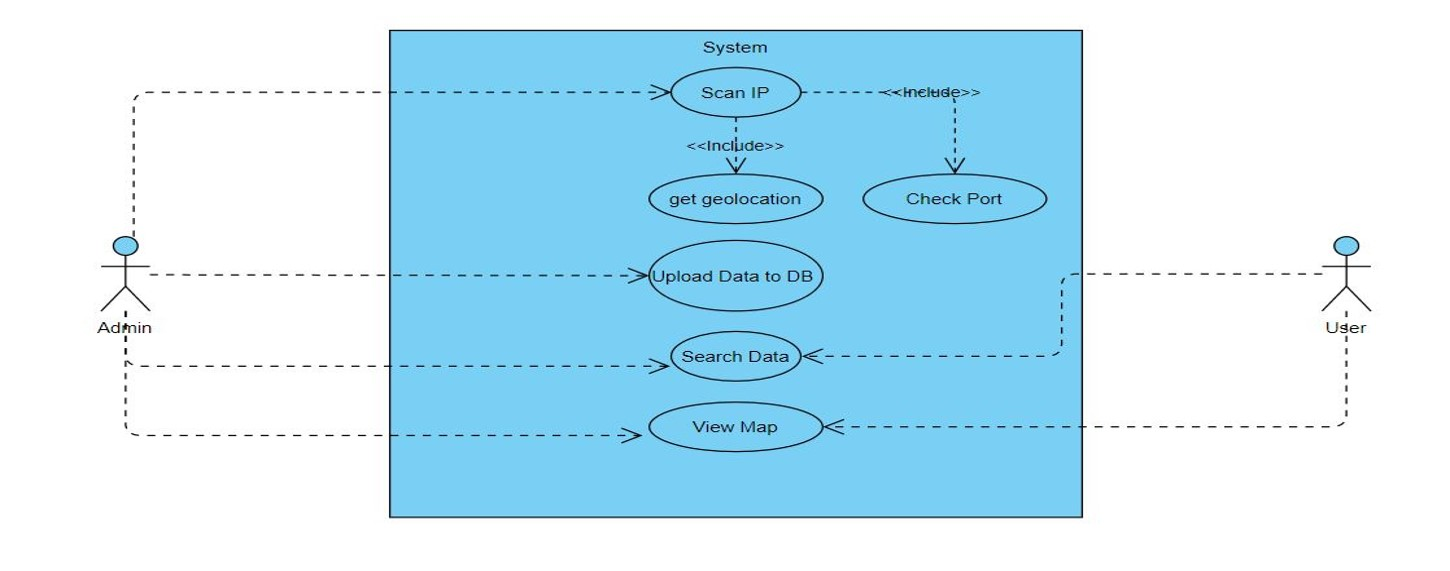 System
Scan IP
<<Include>>
<<Include>>
get geolocation
Check Port
Upload Data to DB
Admin
User
Search Data
View Map